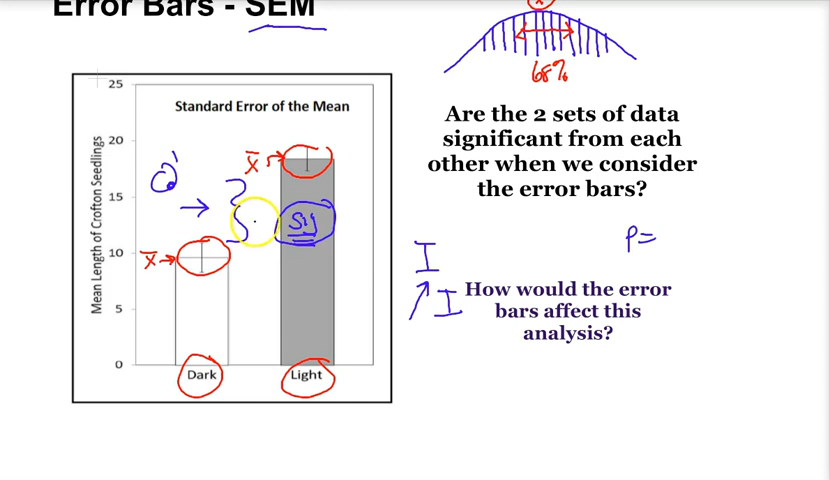 Error Bars - SEM
68%
25
Standard Error of the Mean
Mean Length of Crofton Seedlings
20
15
10
5
0
x̄
x̄
Sig
Dark
Light
Are the 2 sets of data
significant from each
other when we consider
the error bars?
P=
How would the error
bars affect this
analysis?